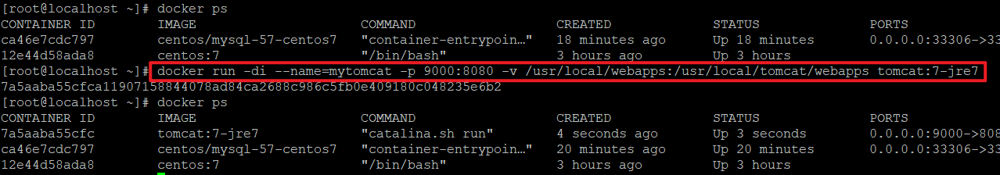 [root@localhost ~]# docker ps
CONTAINER ID IMAGE COMMAND CREATED STATUS PORTS
ca46e7cdc797 centos/mysql-57-centos7 "container-entrypoin…" 18 minutes ago Up 18 minutes 0.0.0.0:33306->33
12e44d58ada8 centos:7 "/bin/bash" 3 hours ago Up 3 hours
[root@localhost ~]# docker run -di --name=mytomcat -p 9000:8080 -v /usr/local/webapps:/usr/local/tomcat/webapps tomcat:7-jre7
7a5aaba55cfca11907158844078ad84ca2688c986c5fb0e409180c048235e6b2
[root@localhost ~]# docker ps
CONTAINER ID IMAGE COMMAND CREATED STATUS PORTS
7a5aaba55cfc tomcat:7-jre7 "catalina.sh run" 4 seconds ago Up 3 seconds 0.0.0.0:9000->808
ca46e7cdc797 centos/mysql-57-centos7 "container-entrypoin…" 20 minutes ago Up 20 minutes 0.0.0.0:33306->33
12e44d58ada8 centos:7 "/bin/bash" 3 hours ago Up 3 hours